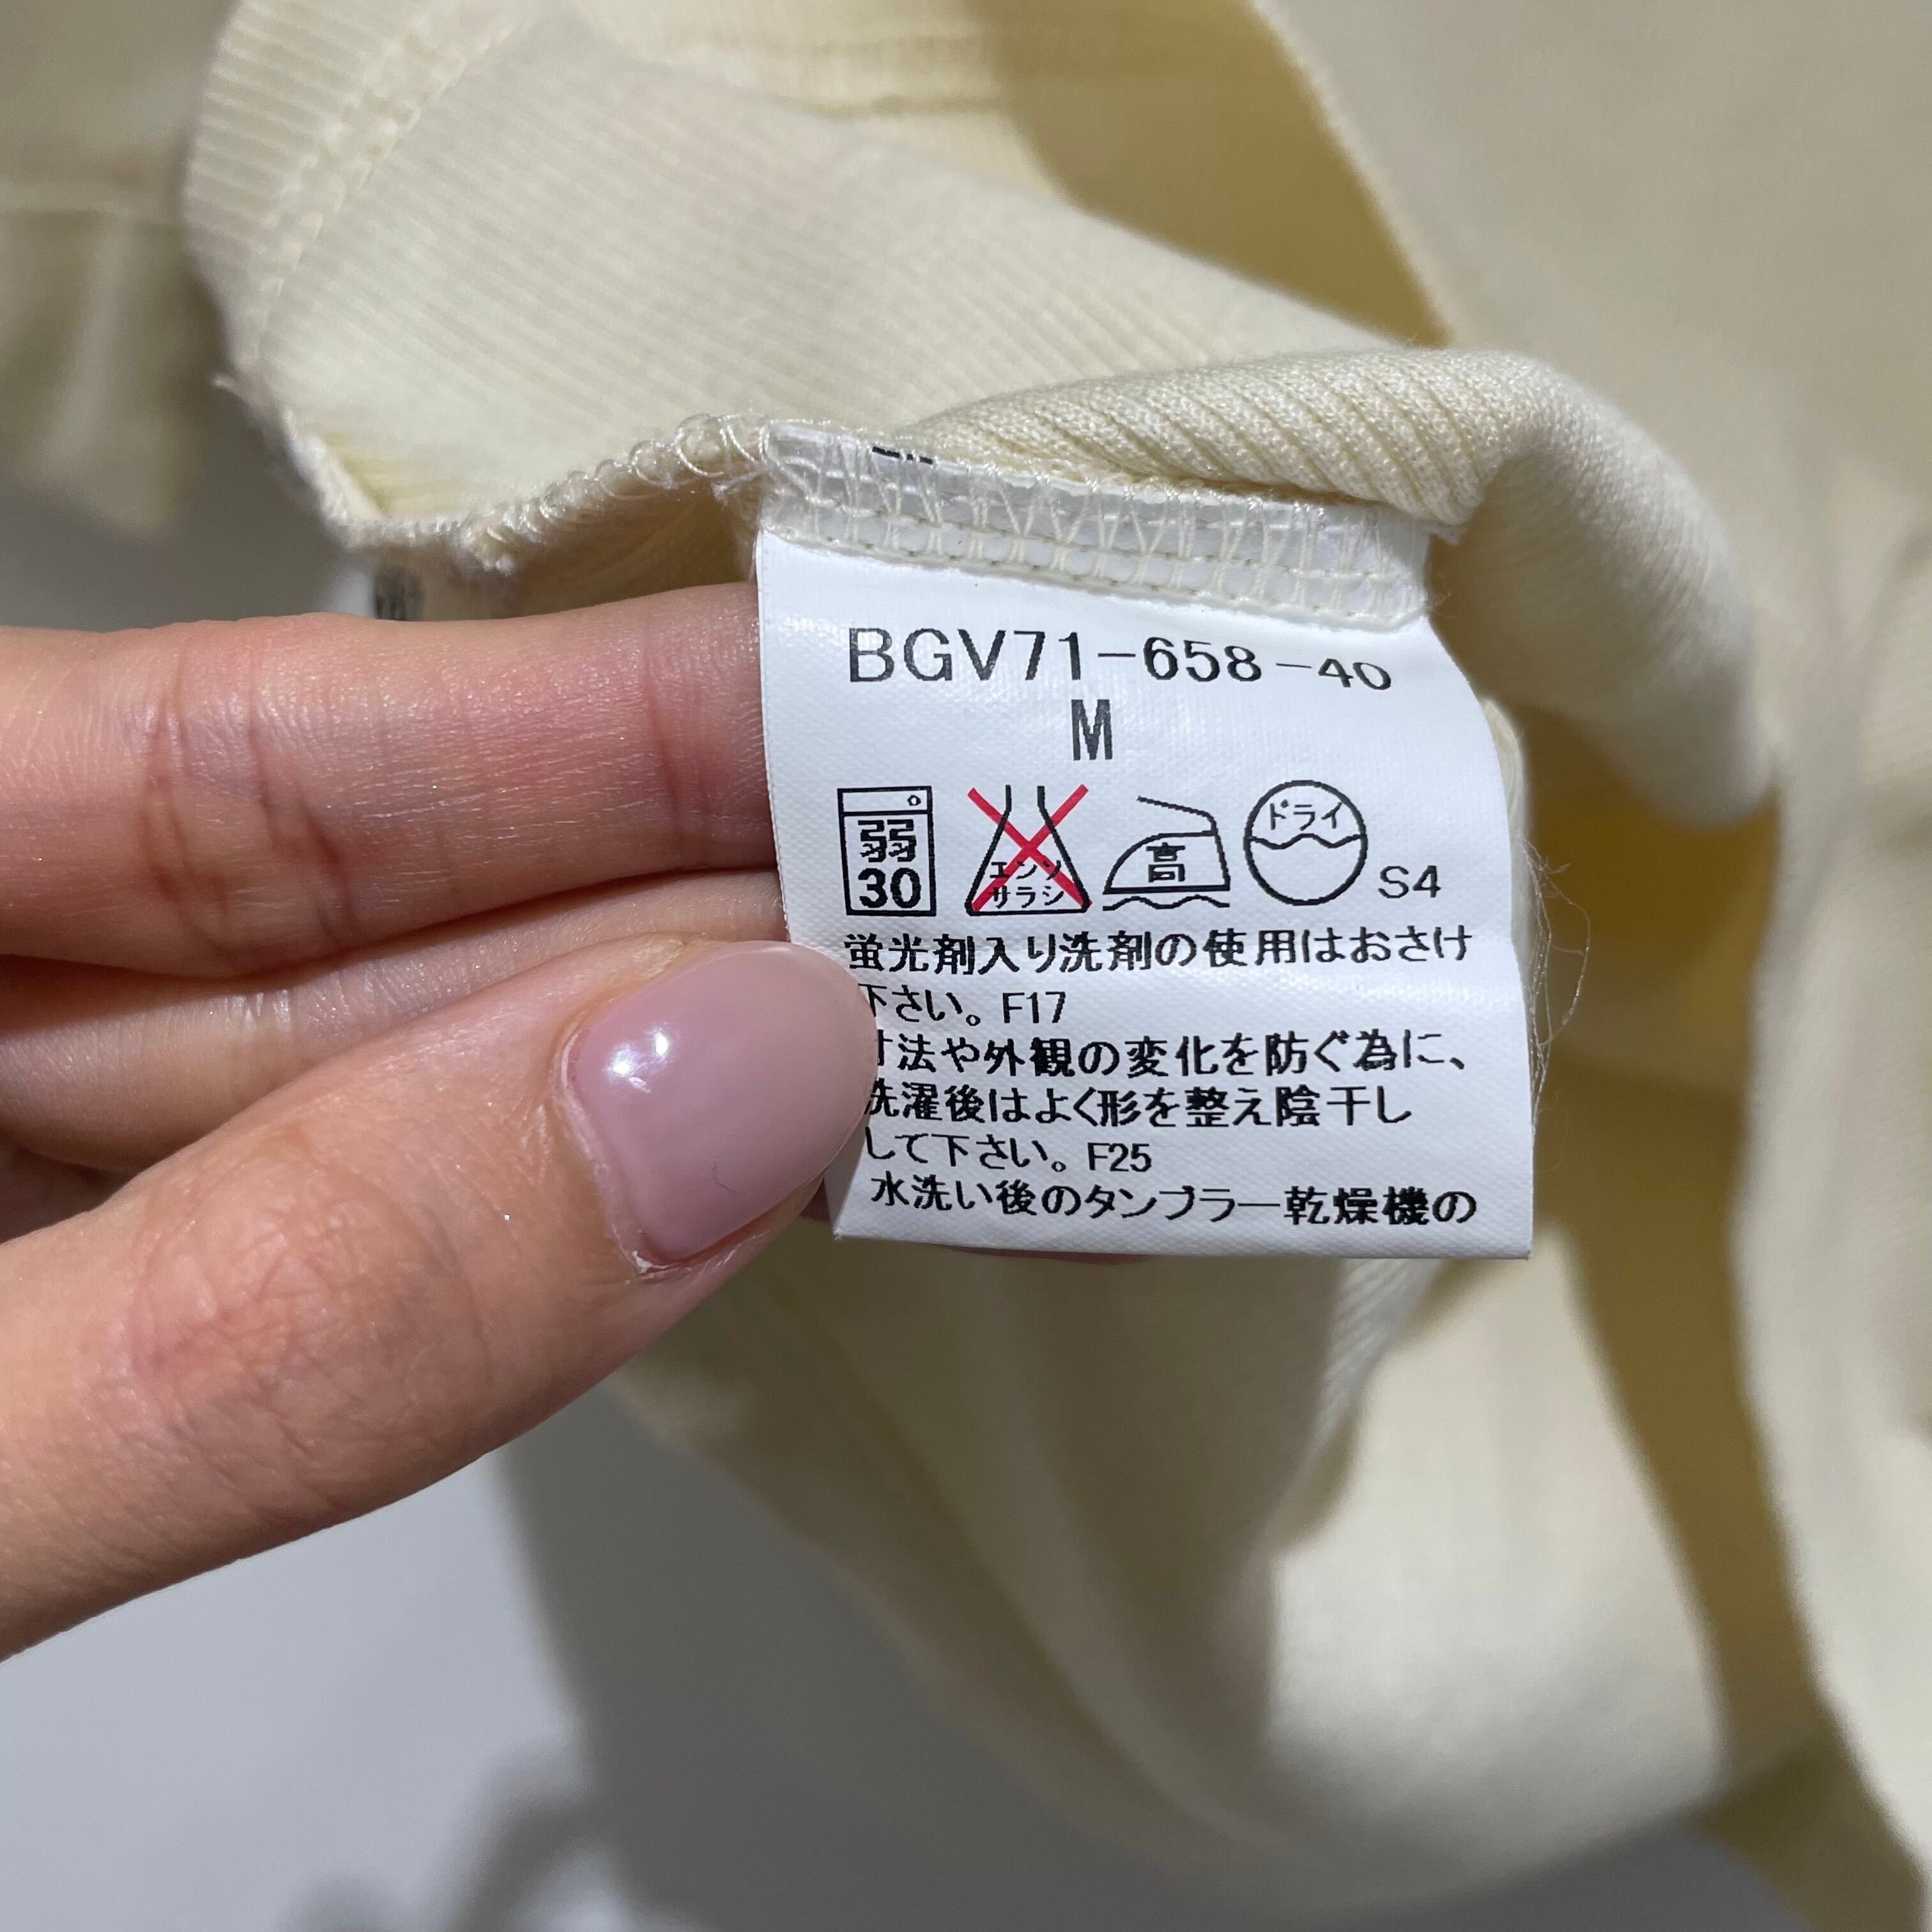 BGV71-658-40
M
弱
30
エンソ
サラシ
高
ドライ
S4
蛍光剤入り洗剤の使用はおさけ
下さい。F17
寸法や外観の変化を防ぐ為に、
洗濯後はよく形を整え陰干し
して下さい。F25
水洗い後のタンブラー乾燥機の